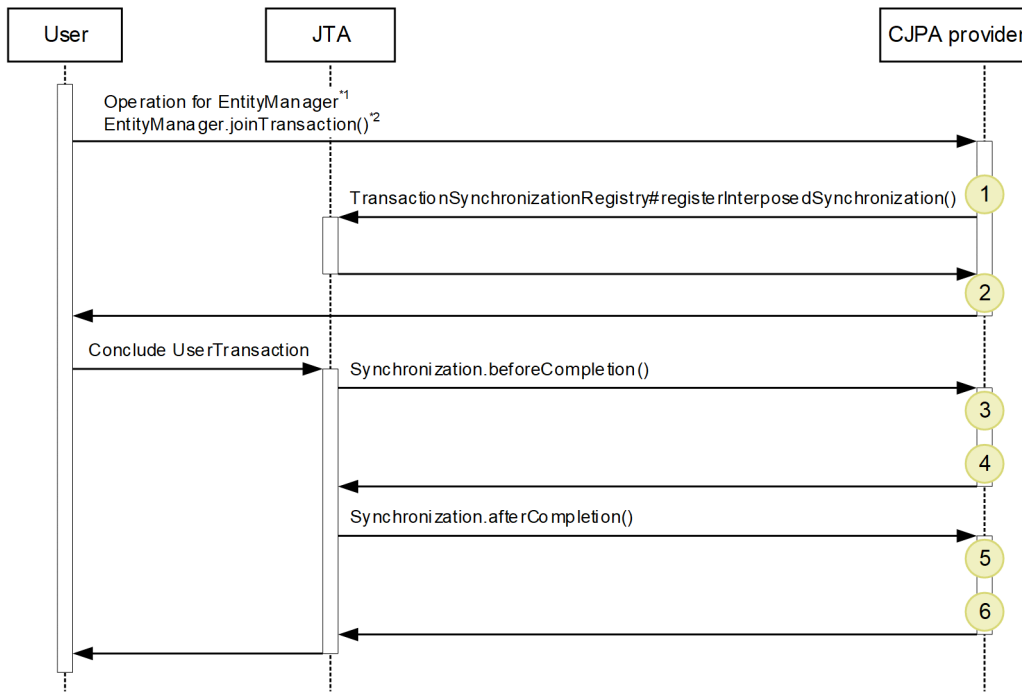 User
JTA
CJPA provider
Operation for EntityManager*1
EntityManager.joinTransaction()*2
1
TransactionSynchronizationRegistry#registerInterposedSynchronization()
2
Conclude UserTransaction
Synchronization.beforeCompletion()
3
4
Synchronization.afterCompletion()
5
6